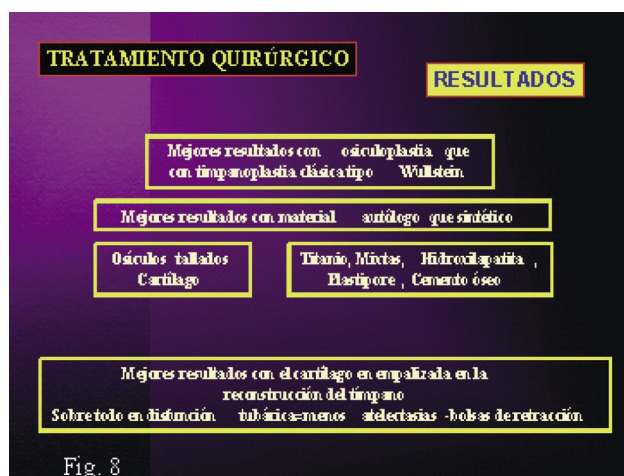 TRATAMIENTO QUIRÚRGICO
RESULTADOS
Mejores resultados con osiculoplastia que
con timpanoplastia clásica tipo Wullstein
Mejores resultados con material autólogo que sintético
Osículos tallados
Cartílago
Titanio, Mixtas, Hidroxilapatita ,
Plastipore , Cemento óseo
Mejores resultados con el cartílago en empalizada en la
reconstrucción del tímpano
Sobretodo en disfunción tubárica=menos atelectasias -bolsas de retracción
Fig. 8